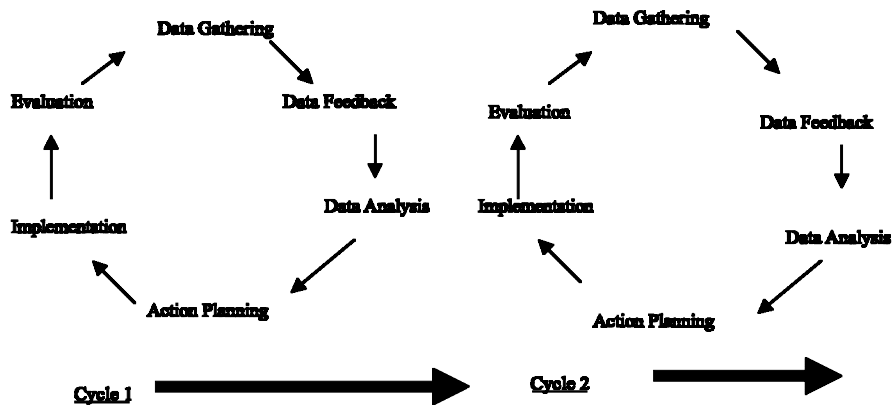 Data Gathering
Evaluation
Data Feedback
Implementation
Data Analysis
Action Planning
Cycle 1
Data Gathering
Evaluation
Data Feedback
Implementation
Data Analysis
Action Planning
Cycle 2